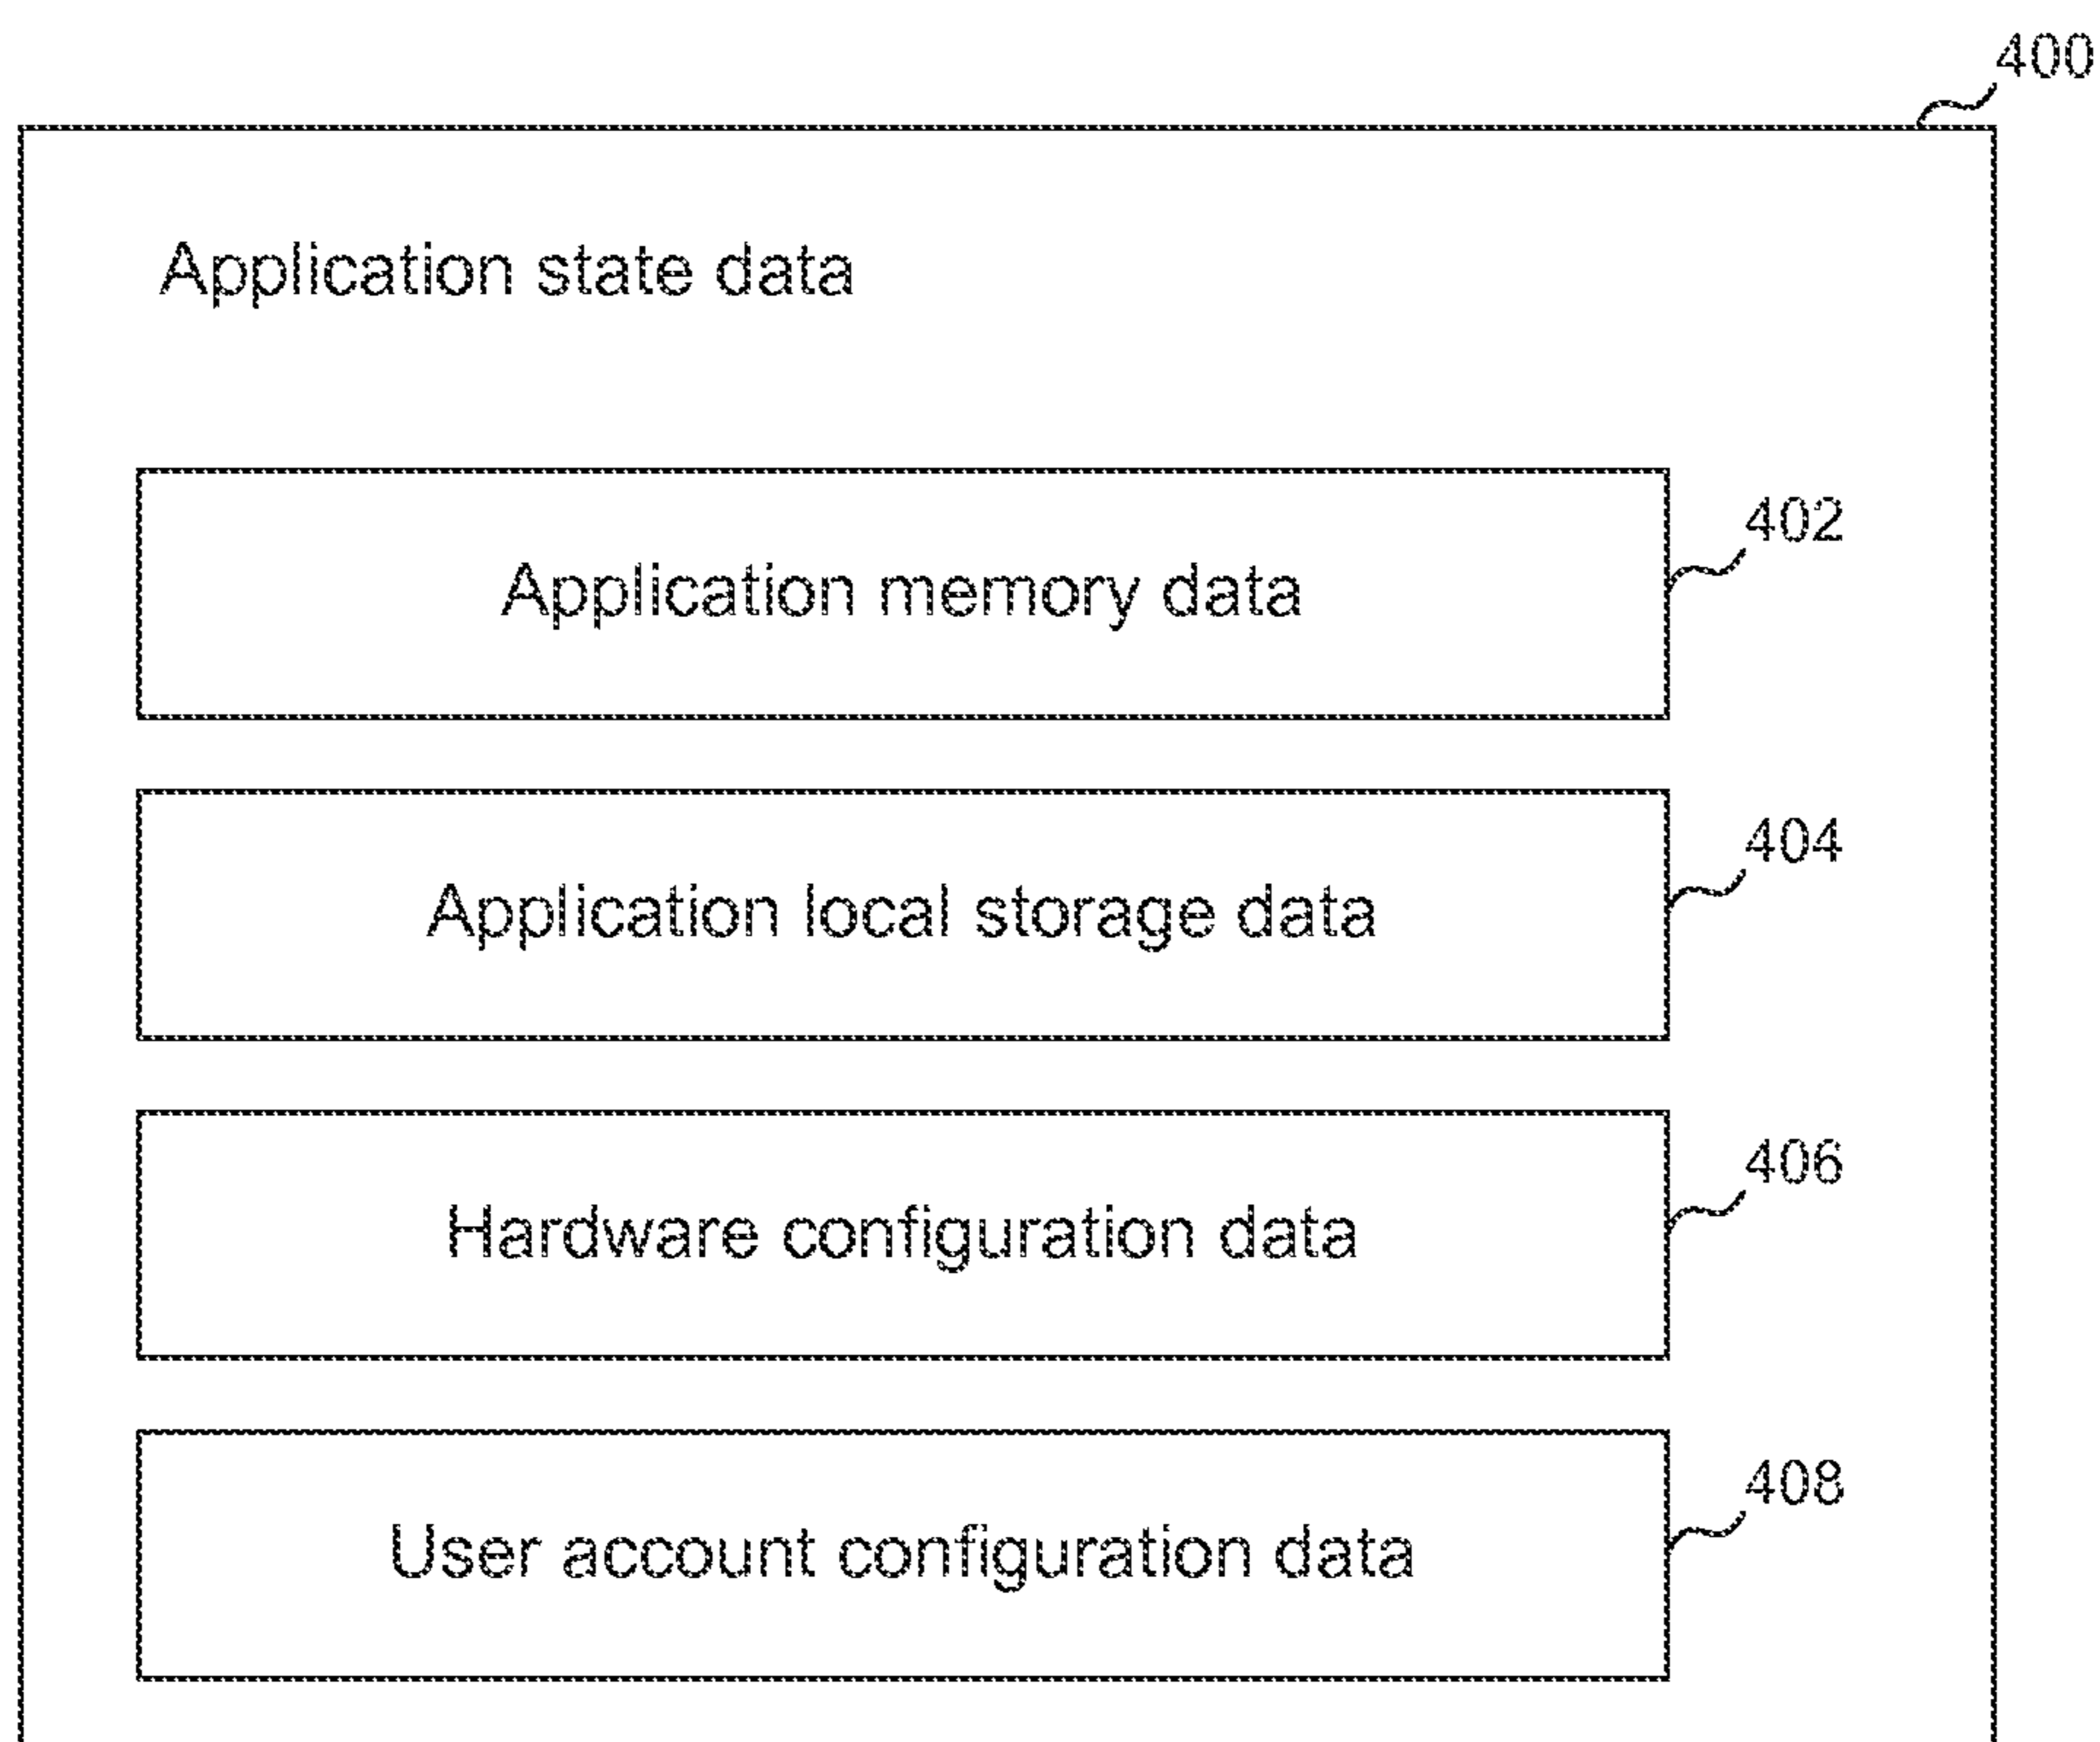 400
Application state data
402
Application memory data
404
Application local storage data
406
Hardware configuration data
408
User account configuration data